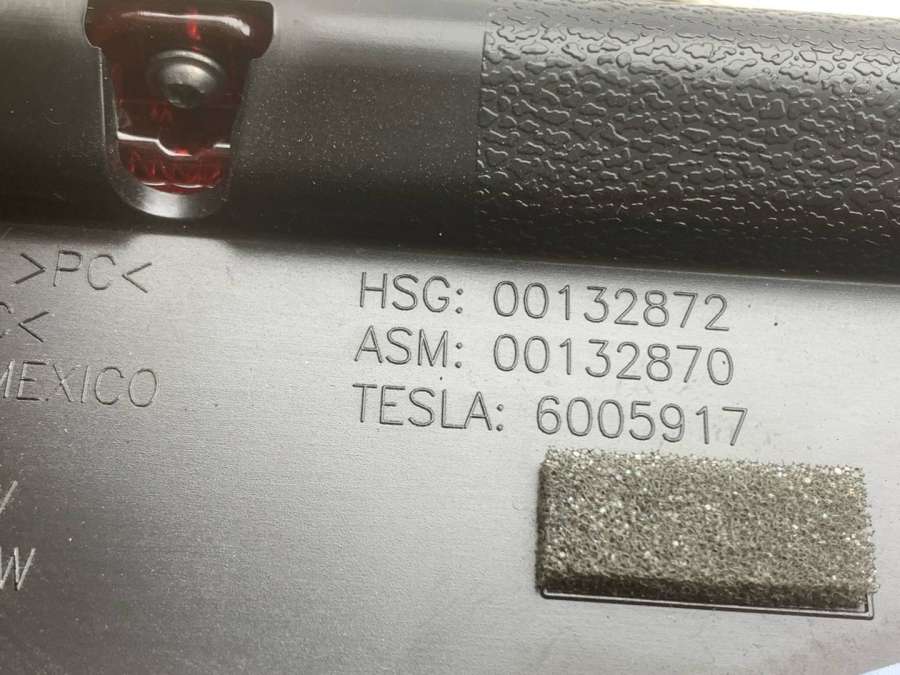 >PC<
C<
MEXICO
HSG: 00132872
ASM: 00132870
TESLA: 6005917
W